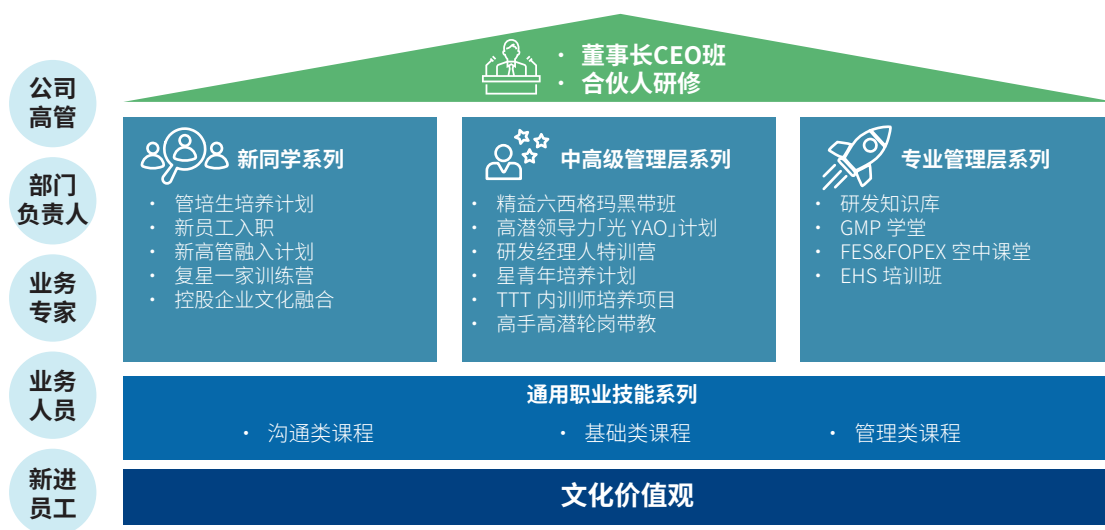 · 董事长CEO班
· 合伙人研修
公司
高管
部门
负责人
业务
专家
业务
人员
新进
员工
新同学系列
· 管培生培养计划
· 新员工入职
· 新高管融入计划
· 复星一家训练营
· 控股企业文化融合
中高级管理层系列
· 精益六西格玛黑带班
· 高潜领导力「光 YAO」计划
· 研发经理人特训营
· 星青年培养计划
· TTT 内训师培养项目
· 高手高潜轮岗带教
专业管理层系列
· 研发知识库
· GMP 学堂
· FES&FOPEX 空中课堂
· EHS 培训班
通用职业技能系列
· 沟通类课程
· 基础类课程
· 管理类课程
文化价值观